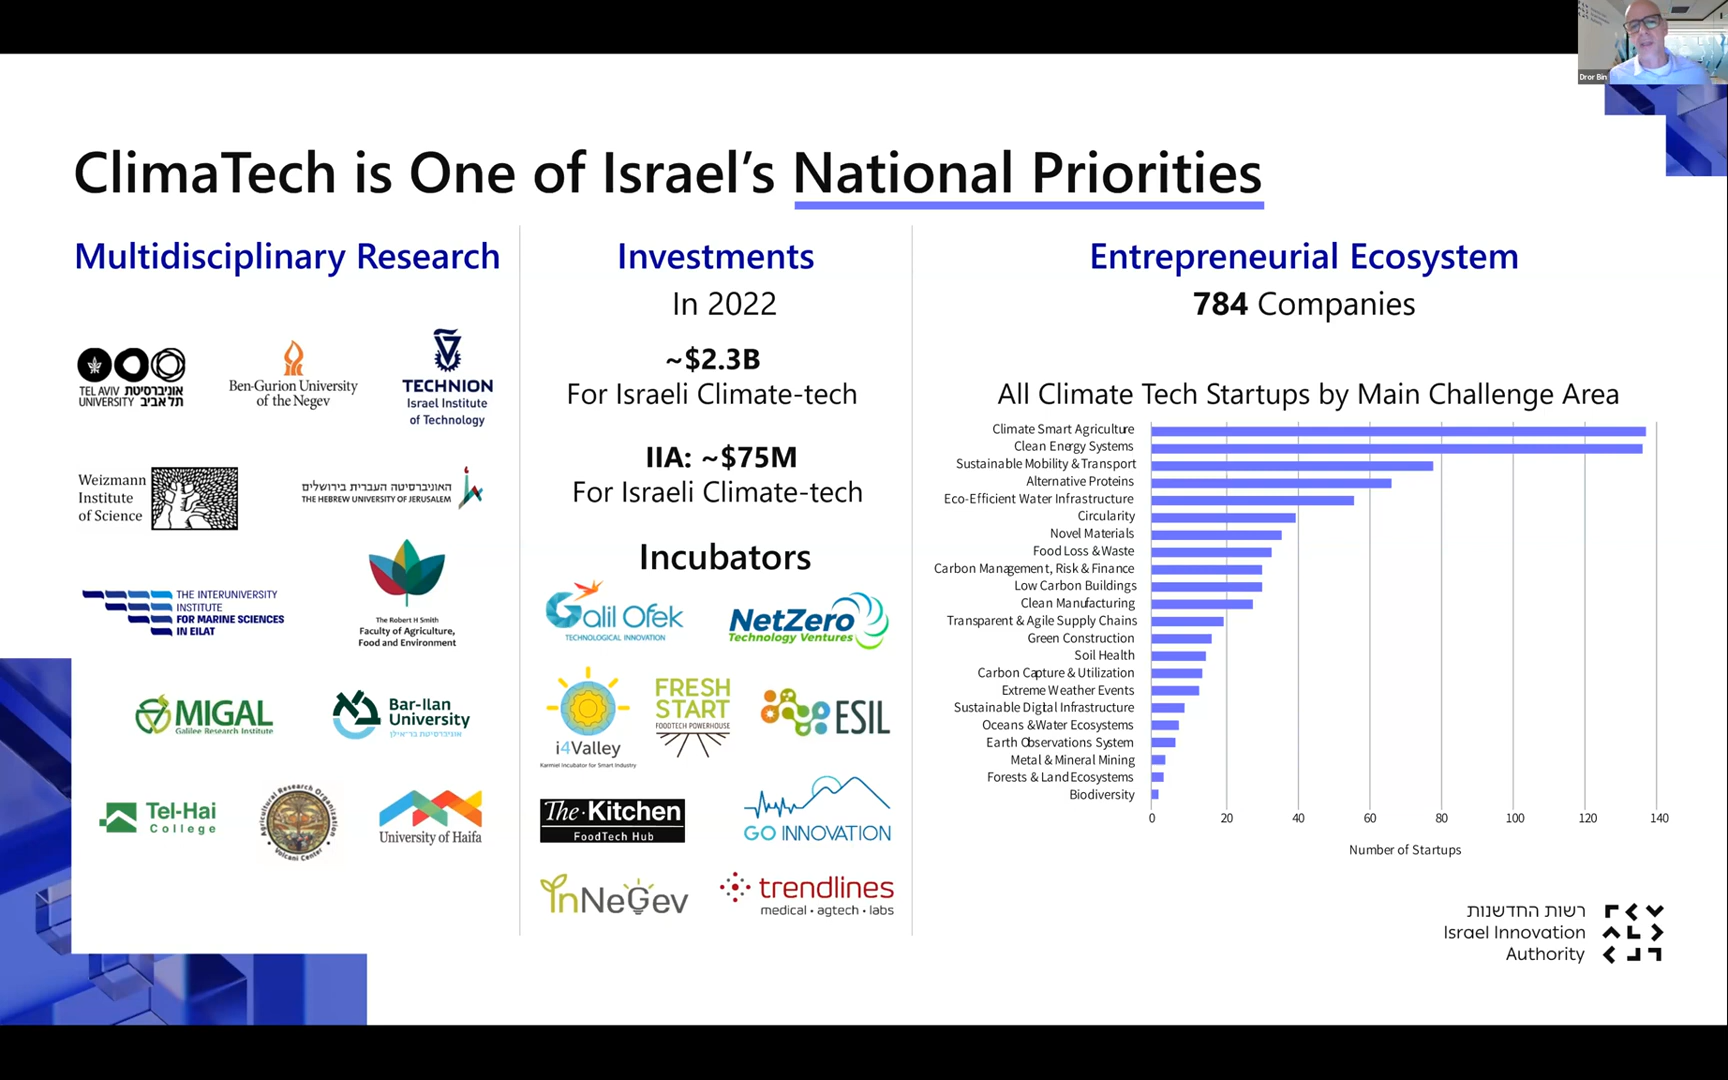 Dror Bin
ClimaTech is One of Israel's National Priorities
Multidisciplinary Research
TEL AVIV אוניברסיטת
UNIVERSITY תל אביב
Ben-Gurion University
of the Negev
TECHNION
Israel Institute
of Technology
Weizmann
Institute
of Science
האוניברסיטה העברית בירושלים
THE HEBREW UNIVERSITY OF JERUSALEM
THE INTERUNIVERSITY
INSTITUTE
FOR MARINE SCIENCES
IN EILAT
The Robert H Smith
Faculty of Agriculture,
Food and Environment
MIGAL
Galilee Research Institute
Bar-Ilan
University
אוניברסיטת בר-אילן
Tel-Hai
College
Agricultural Research Organization
Volcani Center
University of Haifa
Investments
In 2022
~$2.3B
For Israeli Climate-tech
IIA: ~$75M
For Israeli Climate-tech
Incubators
Galil Ofek
TECHNOLOGICAL INNOVATION
NetZero
Technology Ventures
i4Valley
Karmiel Incubator for Smart Industry
FRESH
START
FOODTECH POWERHOUSE
ESIL
The Kitchen
FoodTech Hub
GO INNOVATION
InNeGev
trendlines
medical • agtech • labs
Entrepreneurial Ecosystem
784 Companies
All Climate Tech Startups by Main Challenge Area
Climate Smart Agriculture
Clean Energy Systems
Sustainable Mobility & Transport
Alternative Proteins
Eco-Efficient Water Infrastructure
Circularity
Novel Materials
Food Loss & Waste
Carbon Management, Risk & Finance
Low Carbon Buildings
Clean Manufacturing
Transparent & Agile Supply Chains
Green Construction
Soil Health
Carbon Capture & Utilization
Extreme Weather Events
Sustainable Digital Infrastructure
Oceans & Water Ecosystems
Earth Observations System
Metal & Mineral Mining
Forests & Land Ecosystems
Biodiversity
0 20 40 60 80 100 120 140
Number of Startups
רשות החדשנות
Israel Innovation
Authority